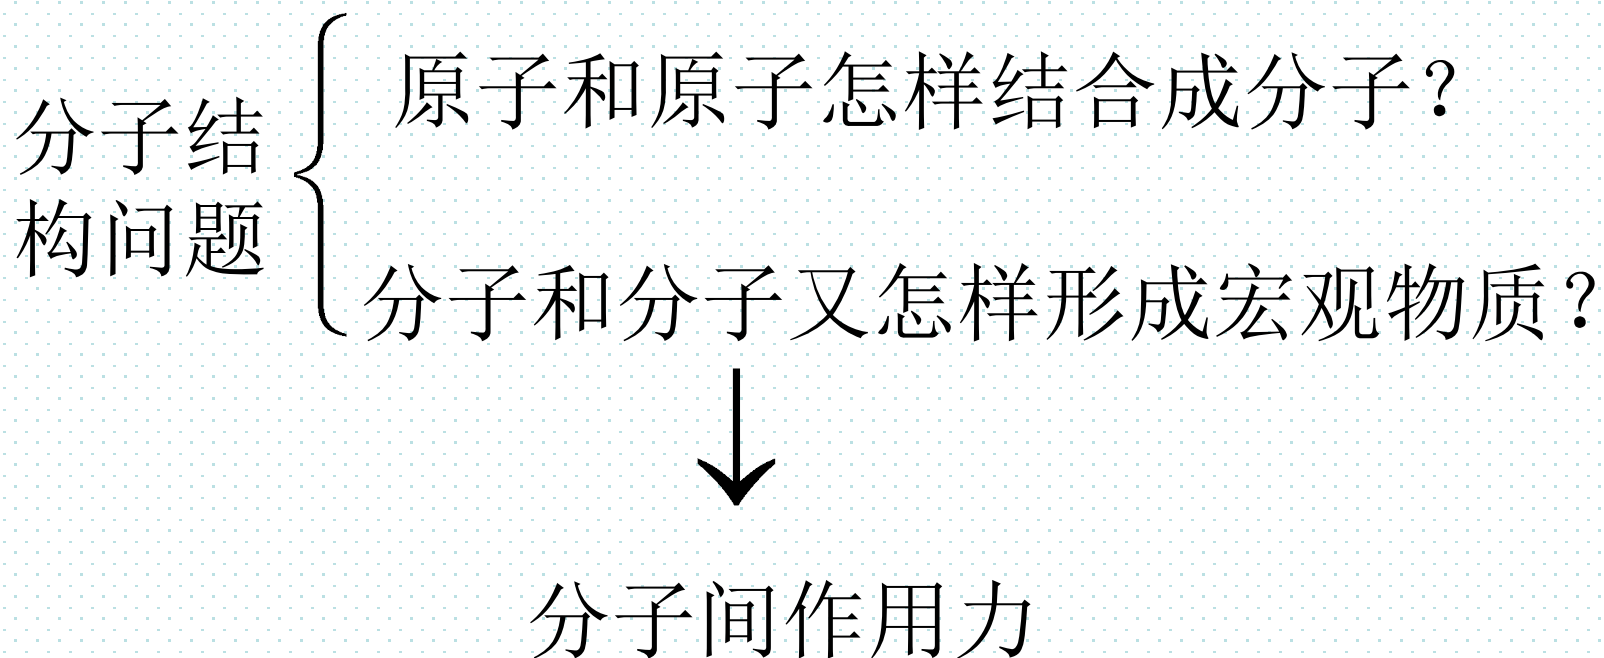 分子结
构问题
原子和原子怎样结合成分子？
分子和分子又怎样形成宏观物质？
分子间作用力